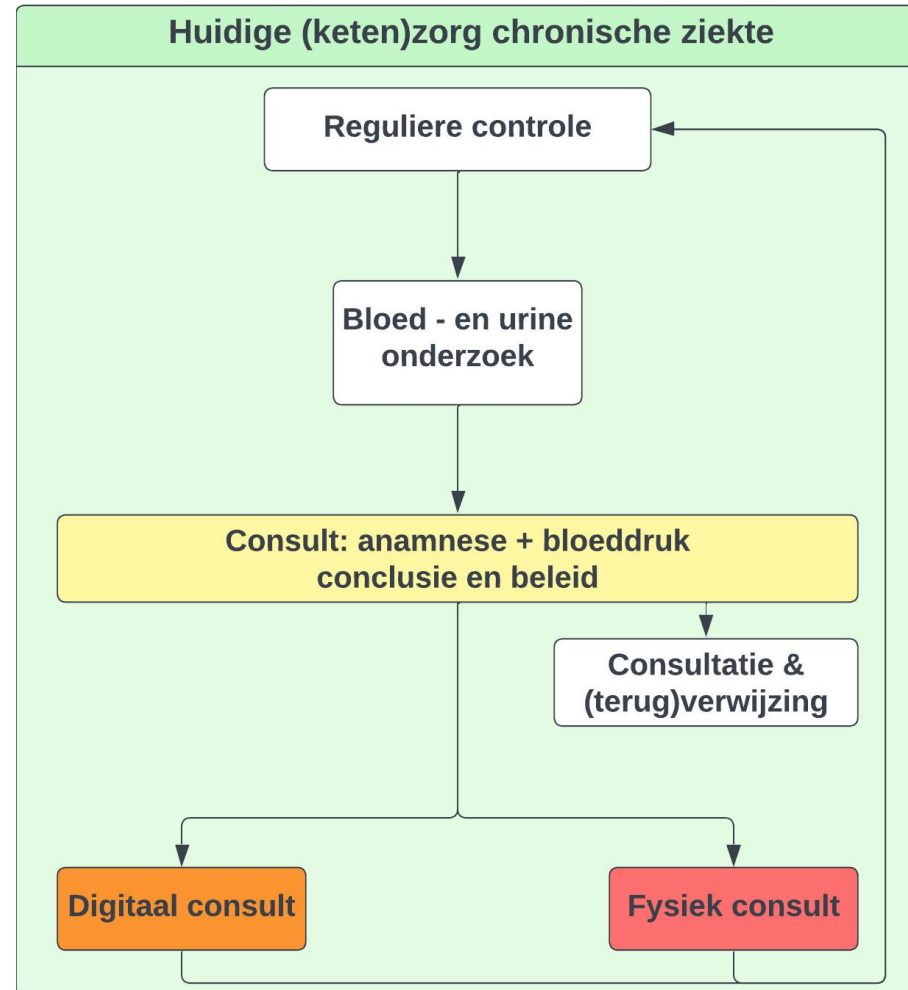 Huidige (keten)zorg chronische ziekte
Reguliere controle
Bloed - en urine
onderzoek
Consult: anamnese + bloeddruk
conclusie en beleid
Consultatie &
(terug)verwijzing
Digitaal consult
Fysiek consult